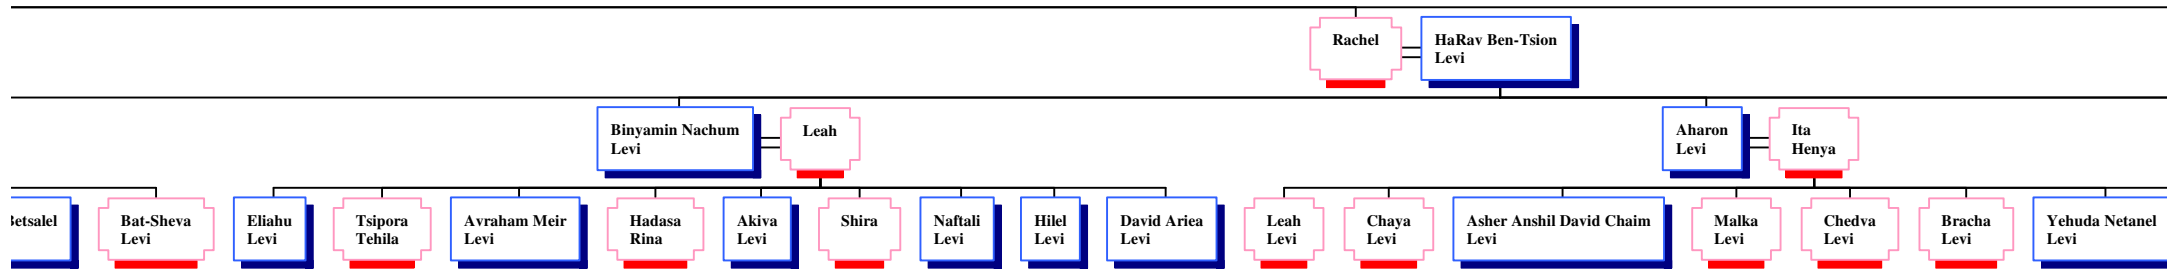 Rachel
HaRav Ben-Tsion
Levi
Binyamin Nachum
Levi
Leah
Aharon
Levi
Ita
Henya
Betsalel
Bat-Sheva
Levi
Eliahu
Levi
Tsipora
Tehila
Avraham Meir
Levi
Hadasa
Rina
Akiva
Levi
Shira
Naftali
Levi
Hilel
Levi
David Ariea
Levi
Leah
Levi
Chaya
Levi
Asher Anshil David Chaim
Levi
Malka
Levi
Chedva
Levi
Bracha
Levi
Yehuda Netanel
Levi